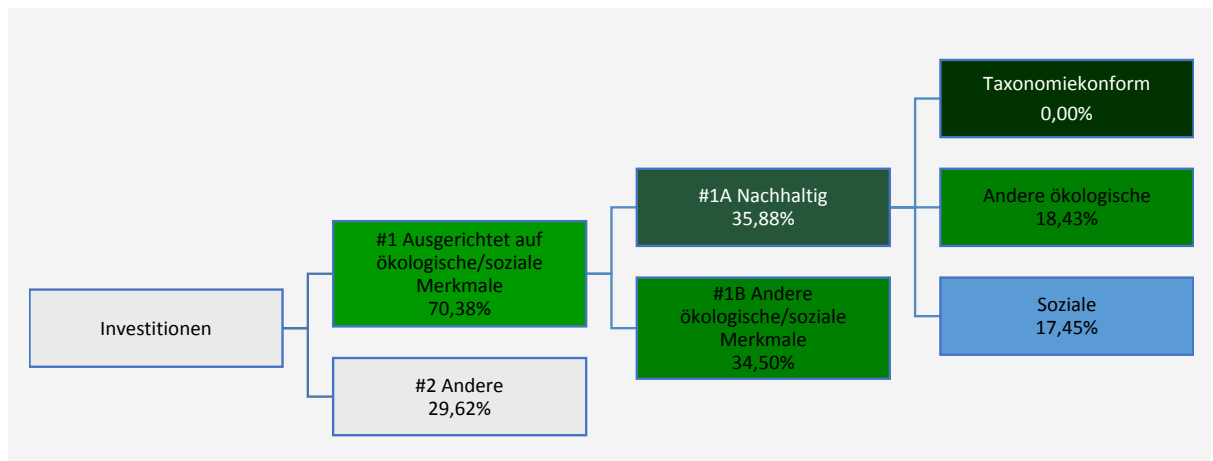 Investitionen
#1 Ausgerichtet auf
ökologische/soziale
Merkmale
70,38%
#2 Andere
29,62%
#1A Nachhaltig
35,88%
#1B Andere
ökologische/soziale
Merkmale
34,50%
Taxonomiekonform
0,00%
Andere ökologische
18,43%
Soziale
17,45%